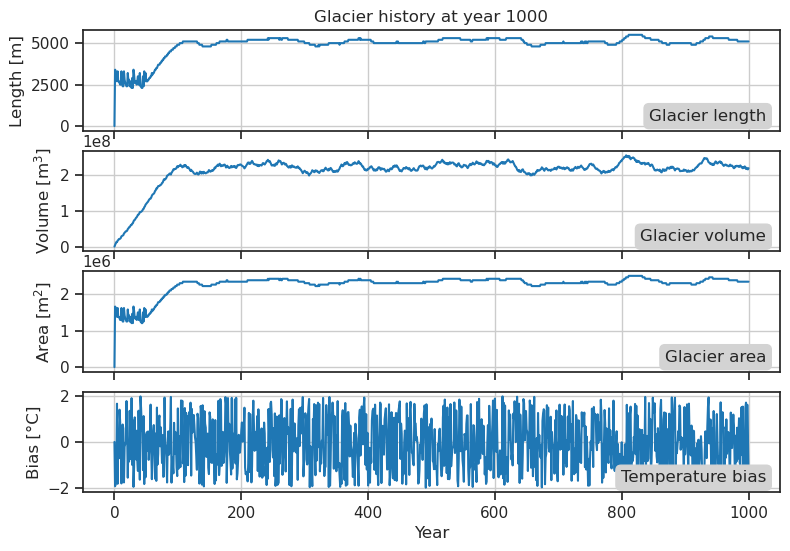 Glacier history at year 1000
Length [m]
5000
2500
0
Glacier length
1e8
Volume [m³]
2
1
0
Glacier volume
1e6
Area [m²]
2
1
0
Glacier area
Bias [°C]
2
0
−2
Temperature bias
0 200 400 600 800 1000
Year